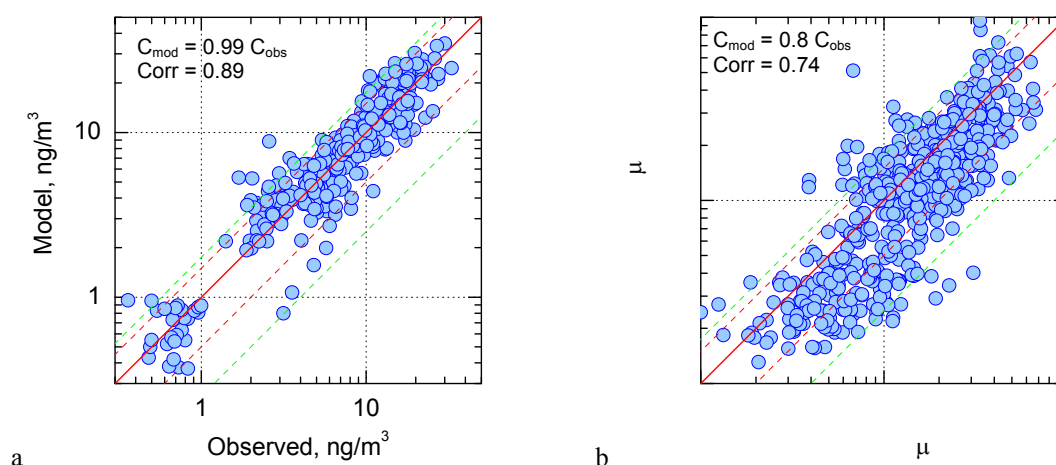 C_mod = 0.99 C_obs
Corr = 0.89
10
1
Model, ng/m³
1
10
Observed, ng/m³
a
C_mod = 0.8 C_obs
Corr = 0.74
μ
μ
b